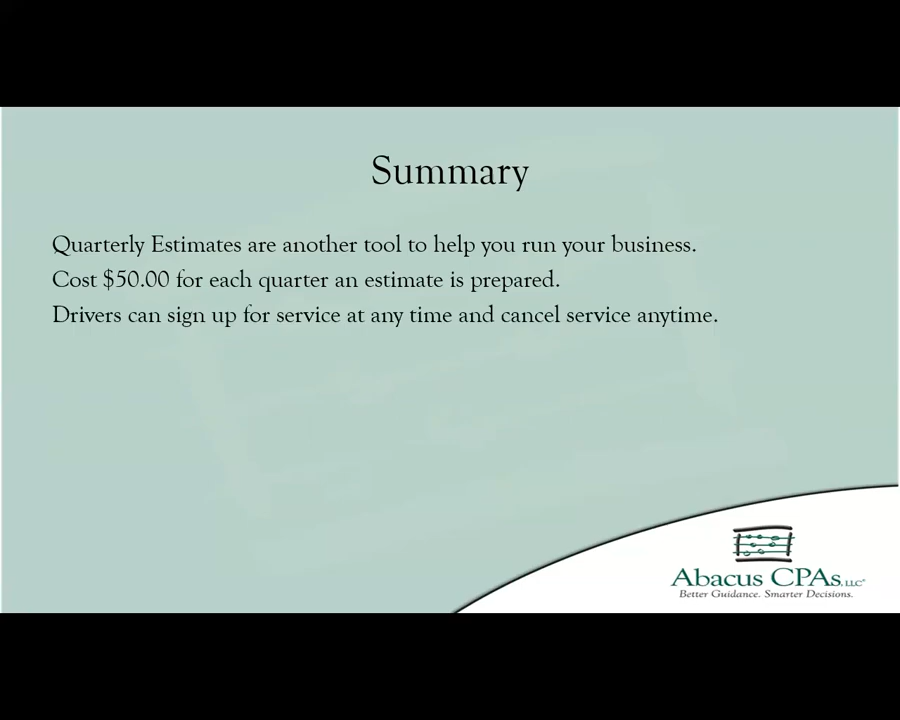 Summary
Quarterly Estimates are another tool to help you run your business.
Cost $50.00 for each quarter an estimate is prepared.
Drivers can sign up for service at any time and cancel service anytime.
Abacus CPAs, LLC®
Better Guidance. Smarter Decisions.